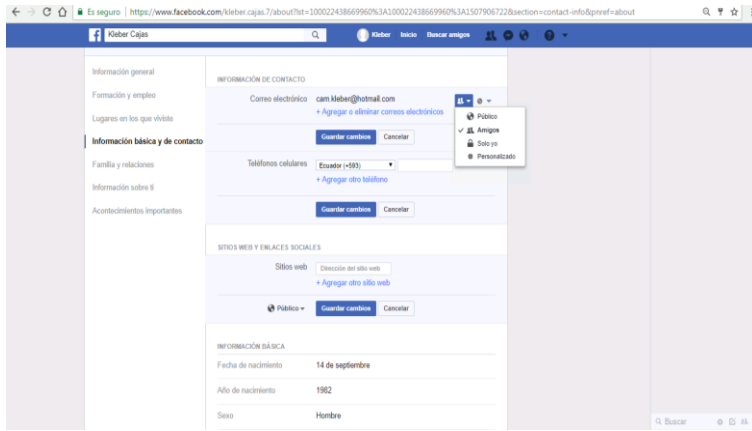 Es seguro | https://www.facebook.com/kleber.cajas.7/about?lst=100022438669960%3A100022438669960%3A1507906722&section=contact-info&pnref=about
Kleber Cajas
Kleber Inicio Buscar amigos
Información general
Formación y empleo
Lugares en los que viviste
Información básica y de contacto
Familia y relaciones
Información sobre ti
Acontecimientos importantes
INFORMACIÓN DE CONTACTO
Correo electrónico cam.kleber@hotmail.com
+ Agregar o eliminar correos electrónicos
Público
Amigos
Solo yo
Personalizado
Guardar cambios Cancelar
Teléfonos celulares Ecuador (+593)
+ Agregar otro teléfono
Guardar cambios Cancelar
SITIOS WEB Y ENLACES SOCIALES
Sitios web Dirección del sitio web
+ Agregar otro sitio web
Público Guardar cambios Cancelar
INFORMACIÓN BÁSICA
Fecha de nacimiento 14 de septiembre
Año de nacimiento 1982
Sexo Hombre
Buscar